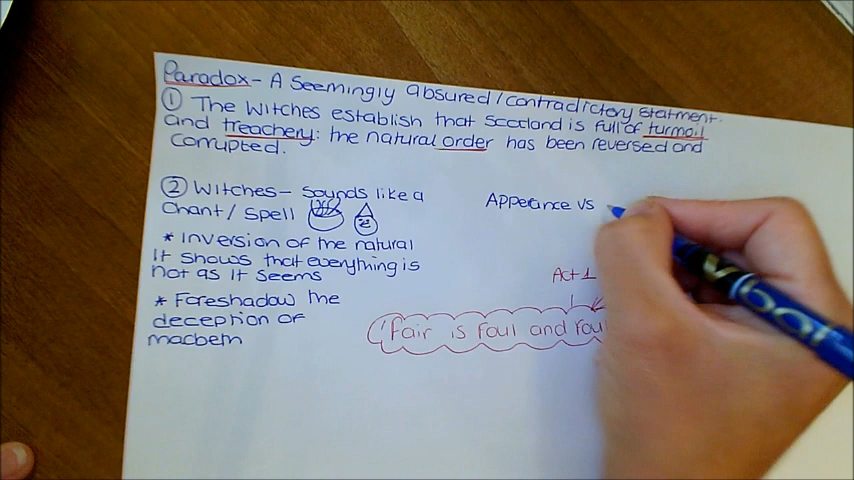 Paradox - A Seemingly absured/contradictory statment.
① The Witches establish that Scotland is full of turmoil
and treachery: the natural order has been reversed and
corrupted.
② Witches - sounds like a
Chant/Spell
* Inversion of the natural
It shows that everything is
not as it seems
* Foreshadow the
deception of
macbeth
Apperance vs
Act 1
'Fair is Foul and Foul